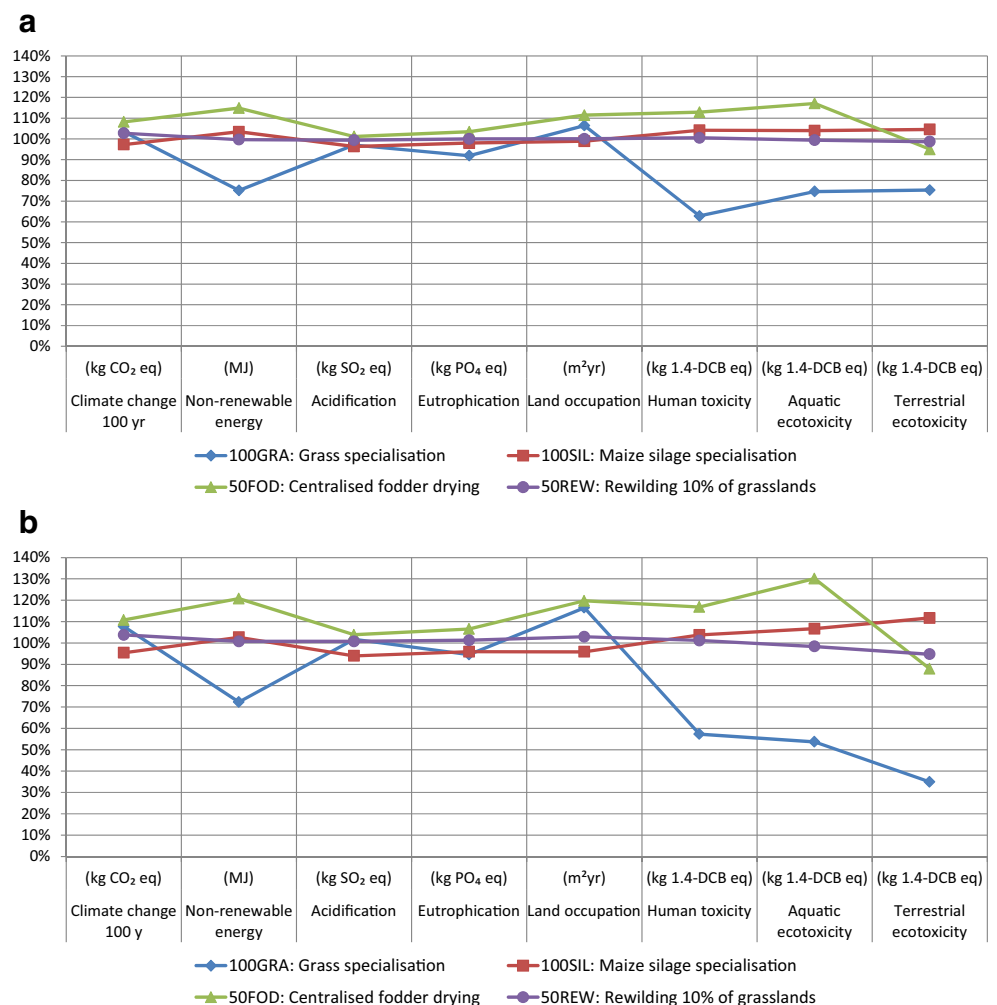 a
140%
130%
120%
110%
100%
90%
80%
70%
60%
50%
40%
30%
20%
10%
0%
(kg CO₂ eq) (MJ) (kg SO₂ eq) (kg PO₄ eq) (m²yr) (kg 1.4-DCB eq) (kg 1.4-DCB eq) (kg 1.4-DCB eq)
Climate change Non-renewable Acidification Eutrophication Land occupation Human toxicity Aquatic Terrestrial
100 yr energy ecotoxicity ecotoxicity
100GRA: Grass specialisation 100SIL: Maize silage specialisation
50FOD: Centralised fodder drying 50REW: Rewilding 10% of grasslands
b
140%
130%
120%
110%
100%
90%
80%
70%
60%
50%
40%
30%
20%
10%
0%
(kg CO₂ eq) (MJ) (kg SO₂ eq) (kg PO₄ eq) (m²yr) (kg 1.4-DCB eq) (kg 1.4-DCB eq) (kg 1.4-DCB eq)
Climate change Non-renewable Acidification Eutrophication Land occupation Human toxicity Aquatic Terrestrial
100 y energy ecotoxicity ecotoxicity
100GRA: Grass specialisation 100SIL: Maize silage specialisation
50FOD: Centralised fodder drying 50REW: Rewilding 10% of grasslands